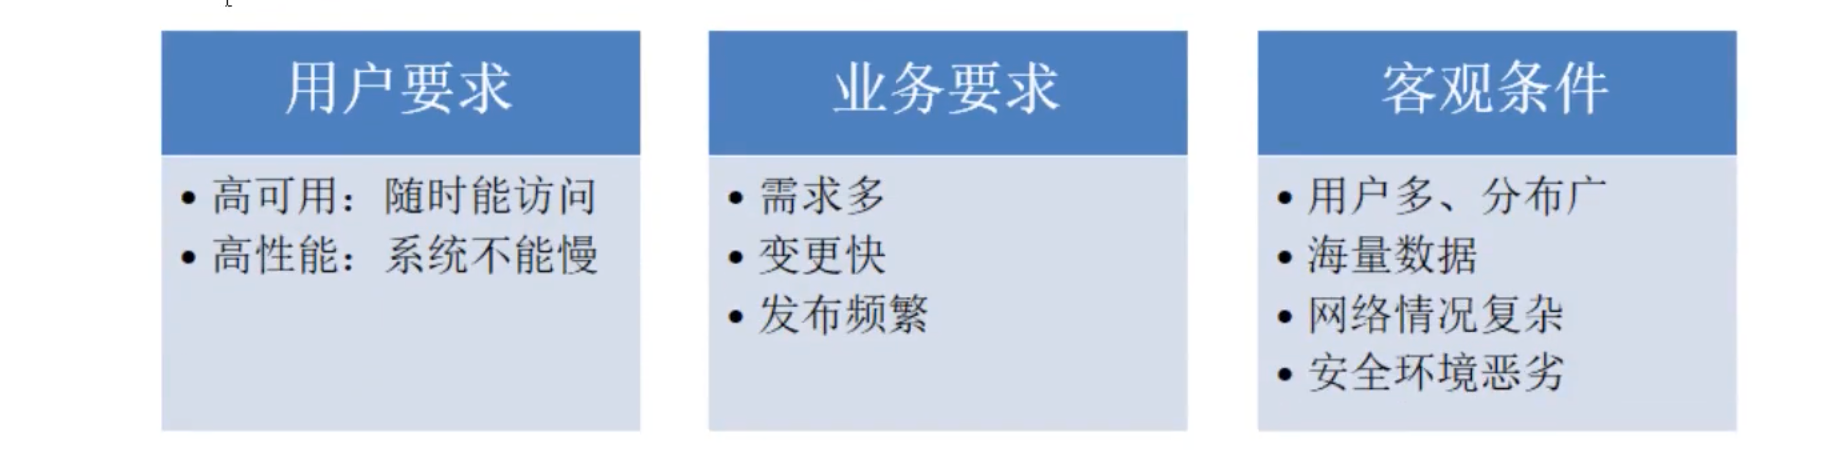 用户要求
• 高可用：随时能访问
• 高性能：系统不能慢
业务要求
• 需求多
• 变更快
• 发布频繁
客观条件
• 用户多、分布广
• 海量数据
• 网络情况复杂
• 安全环境恶劣